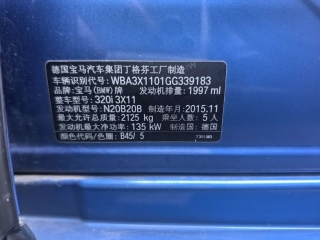 德国宝马汽车集团丁格芬工厂制造
车辆识别代号: WBA3X1101GG339183
品牌: 宝马(BMW)牌 发动机排量: 1997 ml
整车型号: 320i 3X11
发动机型号: N20B20B 制造年月: 2015.11
最大允许总质量: 2125 kg 乘坐人数: 5 人
发动机最大净功率: 135 kW 制造国: 德国
颜色代码/色圈: B45/ 5